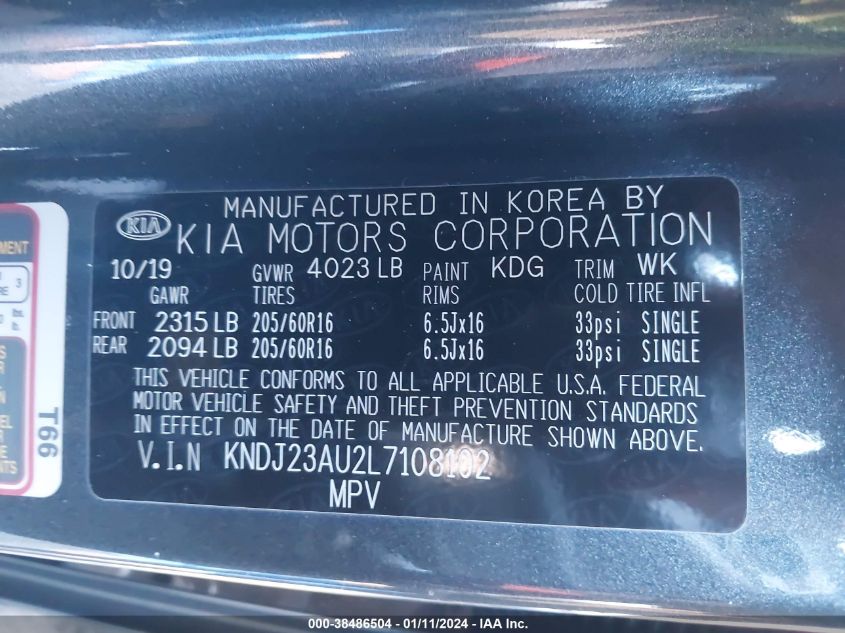 MANUFACTURED IN KOREA BY
KIA KIA MOTORS CORPORATION
10/19 GVWR 4023 LB PAINT KDG TRIM WK
GAWR TIRES RIMS COLD TIRE INFL
FRONT 2315 LB 205/60R16 6.5Jx16 33psi SINGLE
REAR 2094 LB 205/60R16 6.5Jx16 33psi SINGLE
THIS VEHICLE CONFORMS TO ALL APPLICABLE U.S.A. FEDERAL
MOTOR VEHICLE SAFETY AND THEFT PREVENTION STANDARDS
IN EFFECT ON THE DATE OF MANUFACTURE SHOWN ABOVE.
V.I.N KNDJ23AU2L7108102
MPV
T66
000-38486504 - 01/11/2024 - IAA Inc.